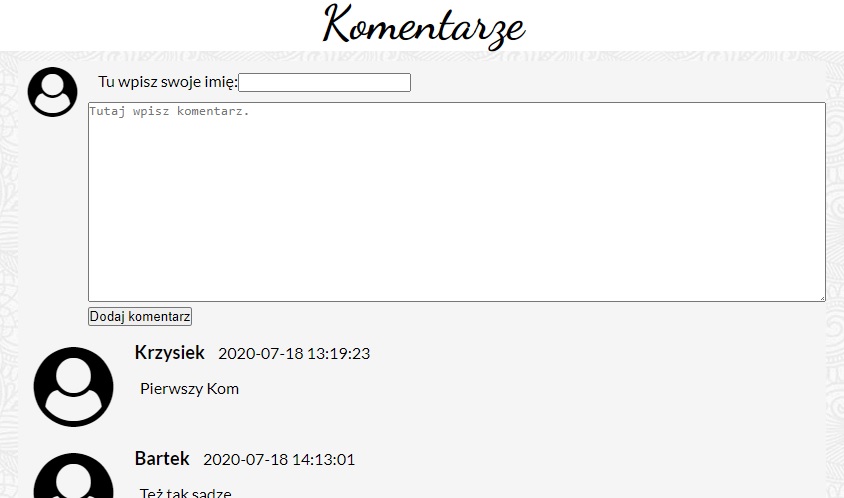 Komentarze
Tu wpisz swoje imię:
Tutaj wpisz komentarz.
Dodaj komentarz
Krzysiek 2020-07-18 13:19:23
Pierwszy Kom
Bartek 2020-07-18 14:13:01
Też tak sądzę